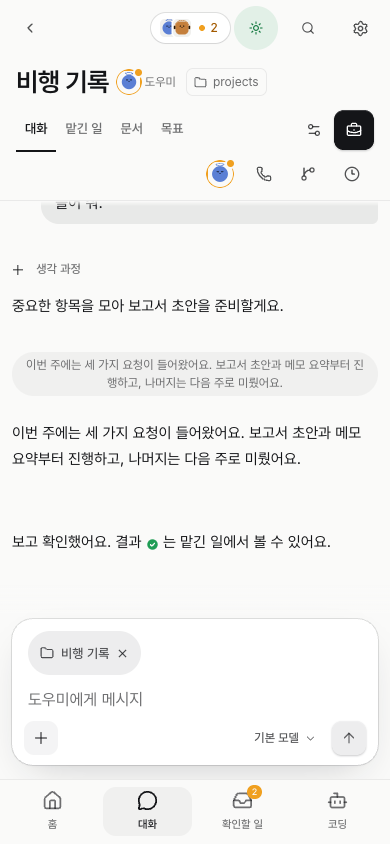 2
비행 기록
도우미
projects
대화
맡긴 일
문서
목표
생각 과정
중요한 항목을 모아 보고서 초안을 준비할게요.
이번 주에는 세 가지 요청이 들어왔어요. 보고서 초안과 메모 요약부터 진
행하고, 나머지는 다음 주로 미뤘어요.
이번 주에는 세 가지 요청이 들어왔어요. 보고서 초안과 메모
요약부터 진행하고, 나머지는 다음 주로 미뤘어요.
보고 확인했어요. 결과 는 맡긴 일에서 볼 수 있어요.
비행 기록
도우미에게 메시지
기본 모델
홈
대화
2
확인할 일
코딩